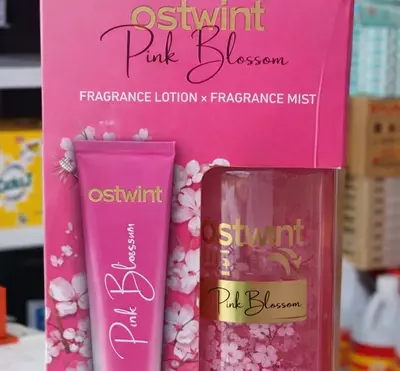 ostwint
Pink Blossom
FRAGRANCE LOTION x FRAGRANCE MIST
ostwint
Pink Blossom
ostwint
Pink Blossom